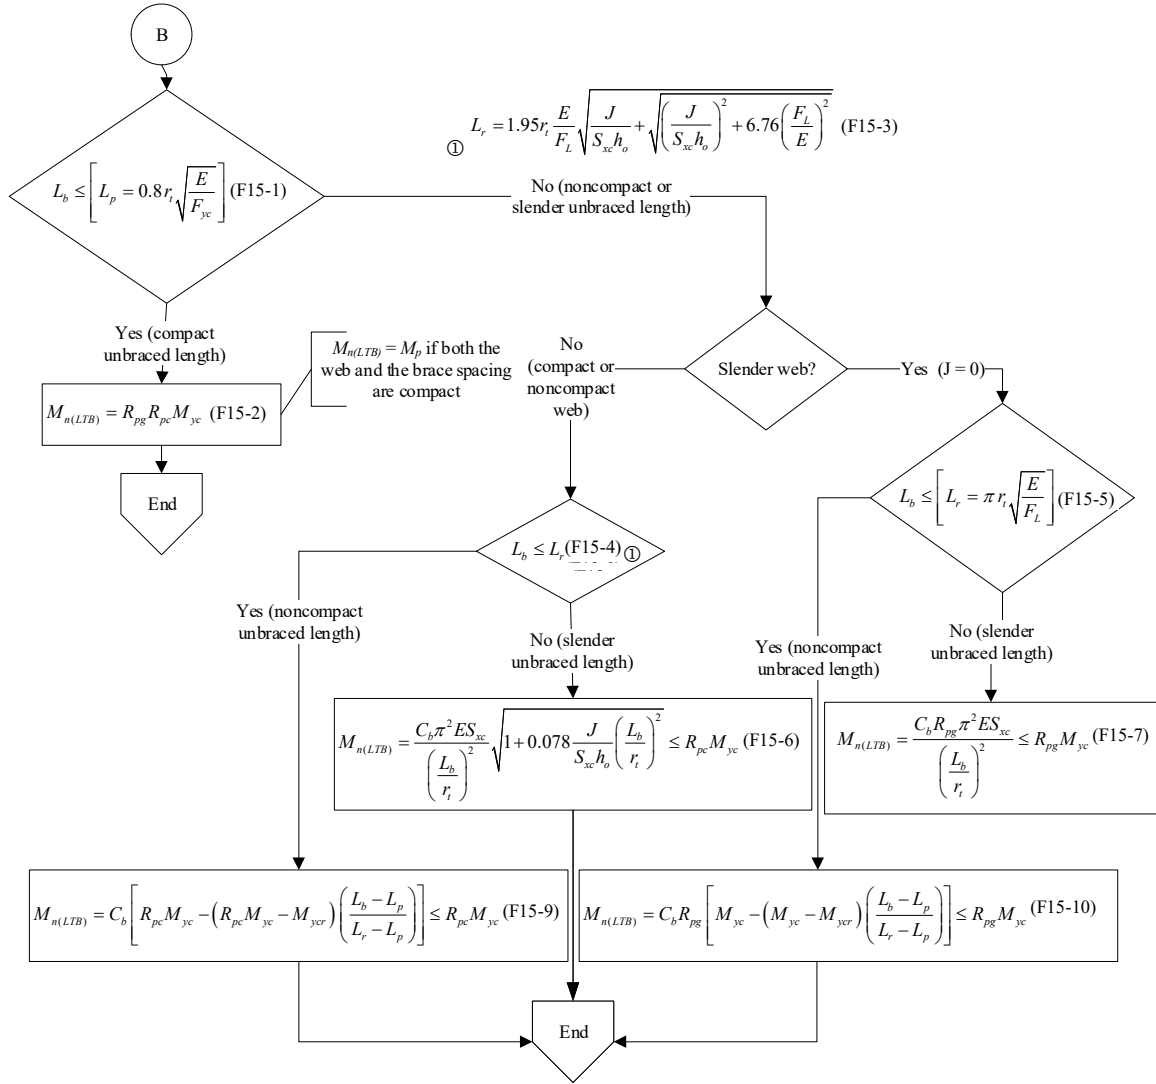 B
① L_r = 1.95 r_t E/F_L √(J/(S_xc h_o) + √((J/(S_xc h_o))² + 6.76 (F_L/E)²)) (F15-3)
L_b ≤ [L_p = 0.8 r_t √(E/F_yc)] (F15-1)
No (noncompact or
slender unbraced length)
Yes (compact
unbraced length)
M_n(LTB) = M_p if both the
web and the brace spacing
are compact
No
(compact or
noncompact
web)
Slender web?
Yes (J = 0)
M_n(LTB) = R_pg R_pc M_yc (F15-2)
End
L_b ≤ [L_r = π r_t √(E/F_L)] (F15-5)
L_b ≤ L_r (F15-4) ①
Yes (noncompact
unbraced length)
No (slender
unbraced length)
Yes (noncompact
unbraced length)
No (slender
unbraced length)
M_n(LTB) = C_b π² E S_xc / (L_b/r_t)² √(1 + 0.078 J/(S_xc h_o) (L_b/r_t)²) ≤ R_pc M_yc (F15-6)
M_n(LTB) = C_b R_pg π² E S_xc / (L_b/r_t)² ≤ R_pg M_yc (F15-7)
M_n(LTB) = C_b [R_pc M_yc − (R_pc M_yc − M_ycr) ((L_b − L_p)/(L_r − L_p))] ≤ R_pc M_yc (F15-9)
M_n(LTB) = C_b R_pg [M_yc − (M_yc − M_ycr) ((L_b − L_p)/(L_r − L_p))] ≤ R_pg M_yc (F15-10)
End